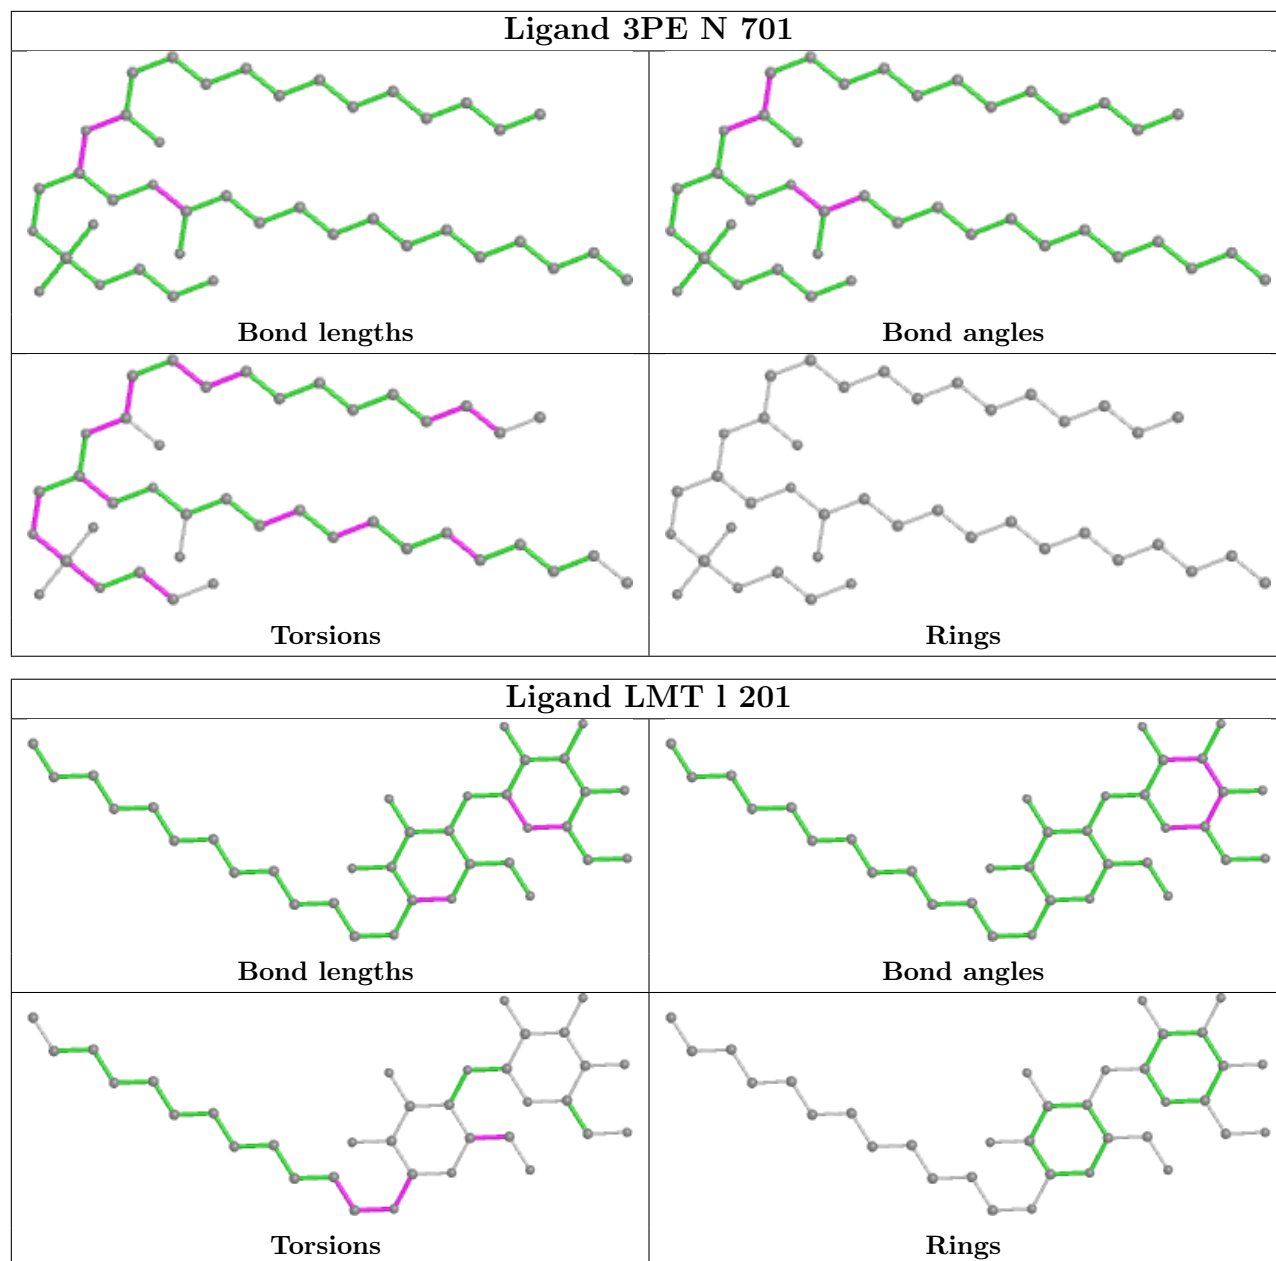 Ligand 3PE N 701
Bond lengths
Bond angles
Torsions
Rings
Ligand LMT l 201
Bond lengths
Bond angles
Torsions
Rings